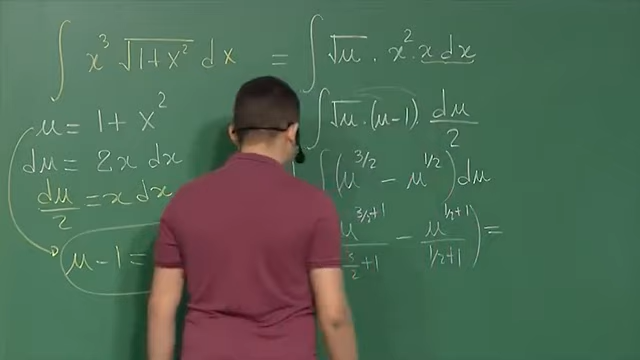 ∫ x³ √(1+x²) dx = ∫ √u · x² · x dx
u = 1 + x²
∫ √u · (u-1) du/2
du = 2x dx
∫ (u^{3/2} - u^{1/2}) du
du/2 = x dx
u^{3/2+1} / 3/2+1 - u^{1/2+1} / 1/2+1 ) =
u - 1 =